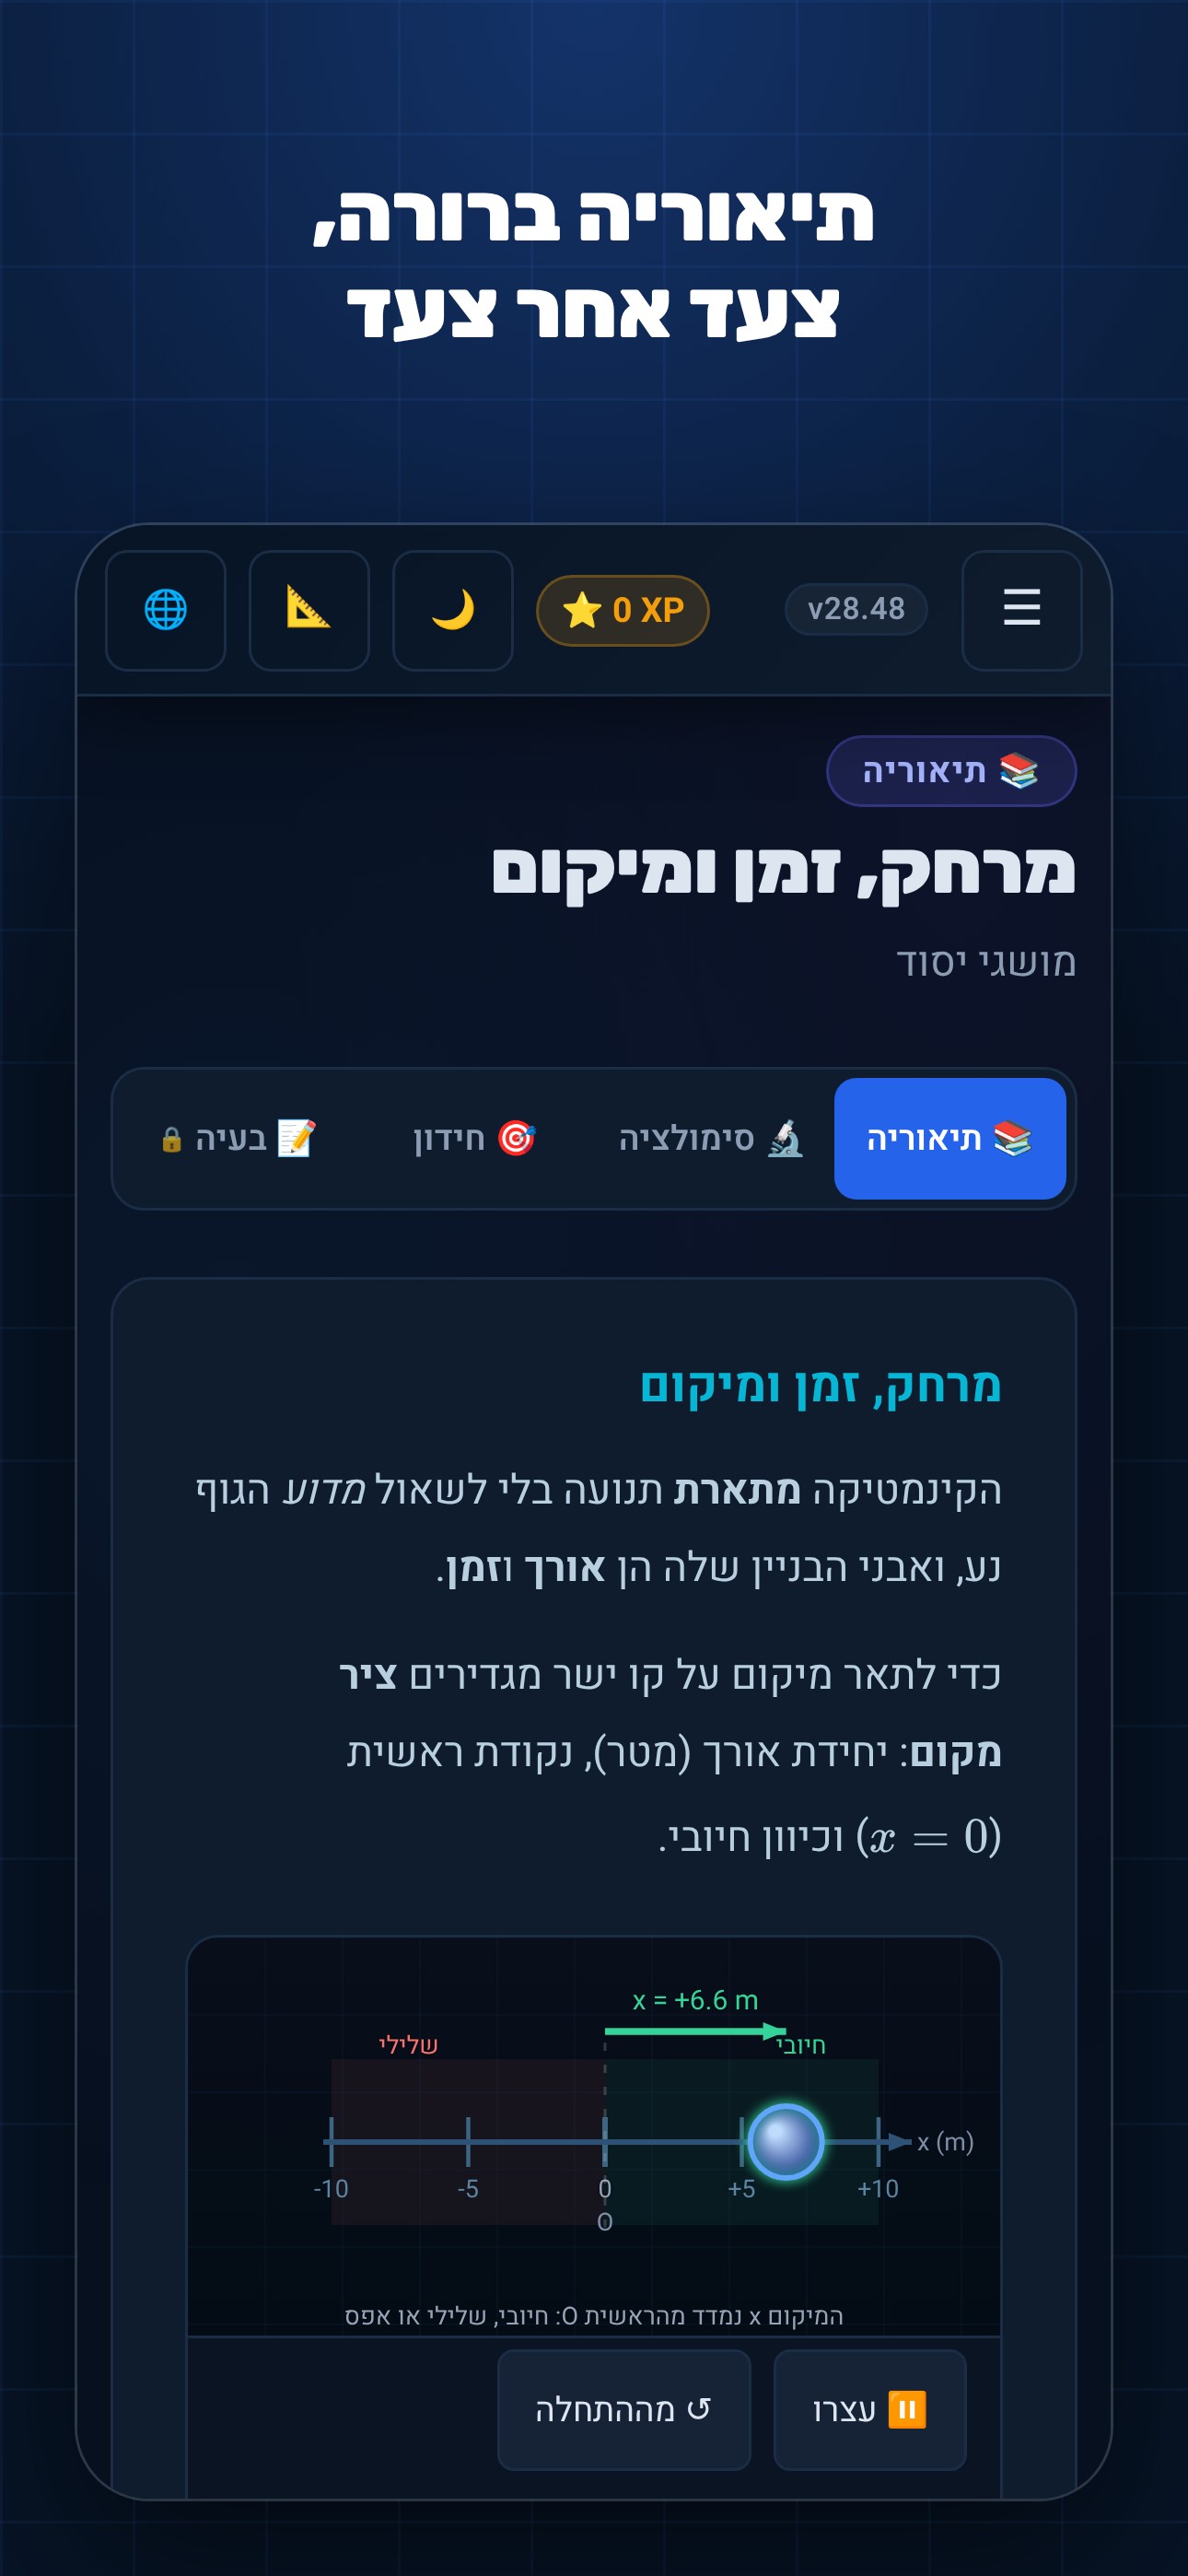 תיאוריה ברורה,
צעד אחר צעד
☰ v28.48 ⭐ 0 XP 🌙 📐 🌐
📚 תיאוריה
מרחק, זמן ומיקום
מושגי יסוד
📚 תיאוריה 🔬 סימולציה 🎯 חידון 📝 בעיה 🔒
מרחק, זמן ומיקום
הקינמטיקה מתארת תנועה בלי לשאול מדוע הגוף
נע, ואבני הבניין שלה הן אורך וזמן.
כדי לתאר מיקום על קו ישר מגדירים ציר
מקום: יחידת אורך (מטר), נקודת ראשית
(x = 0) וכיוון חיובי.
x = +6.6 m
שלילי חיובי
x (m)
-10 -5 0 +5 +10
O
המיקום x נמדד מהראשית O: חיובי, שלילי או אפס
⏸ עצרו ↺ מההתחלה